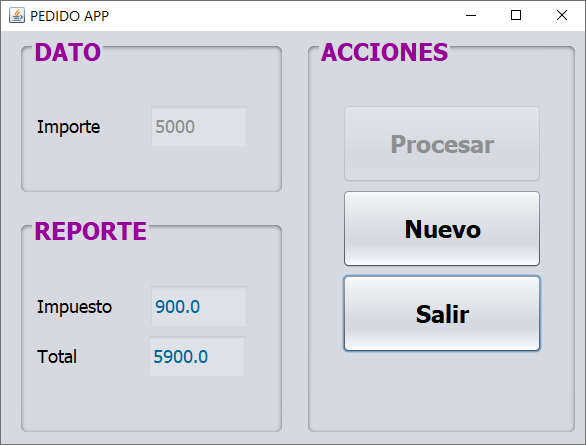 PEDIDO APP
DATO
Importe 5000
REPORTE
Impuesto 900.0
Total 5900.0
ACCIONES
Procesar
Nuevo
Salir